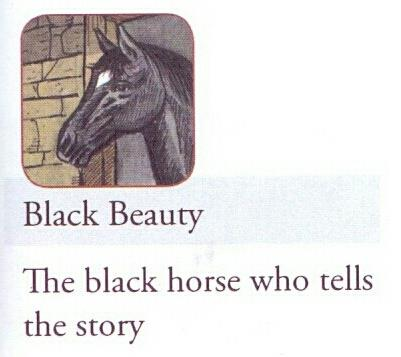 Black Beauty
The black horse who tells
the story